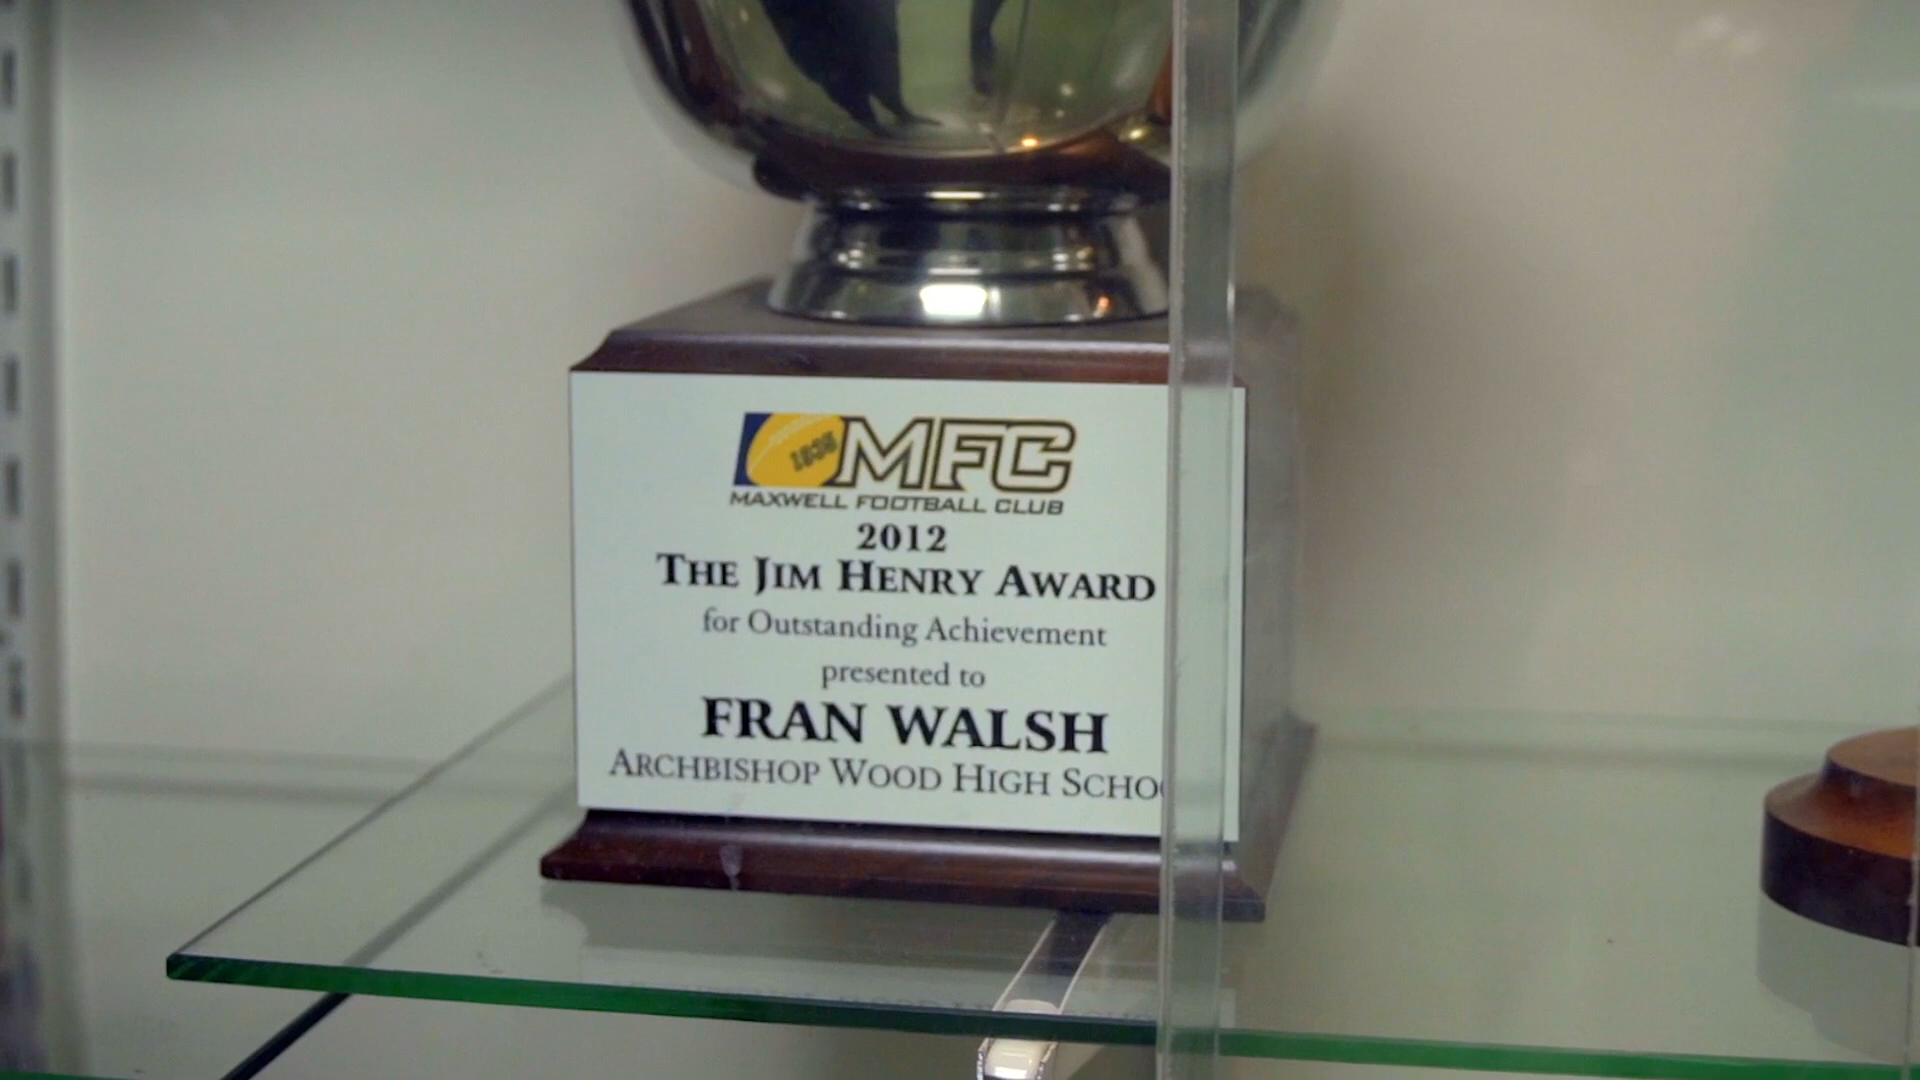 1935 MFC
MAXWELL FOOTBALL CLUB
2012
THE JIM HENRY AWARD
for Outstanding Achievement
presented to
FRAN WALSH
ARCHBISHOP WOOD HIGH SCHO